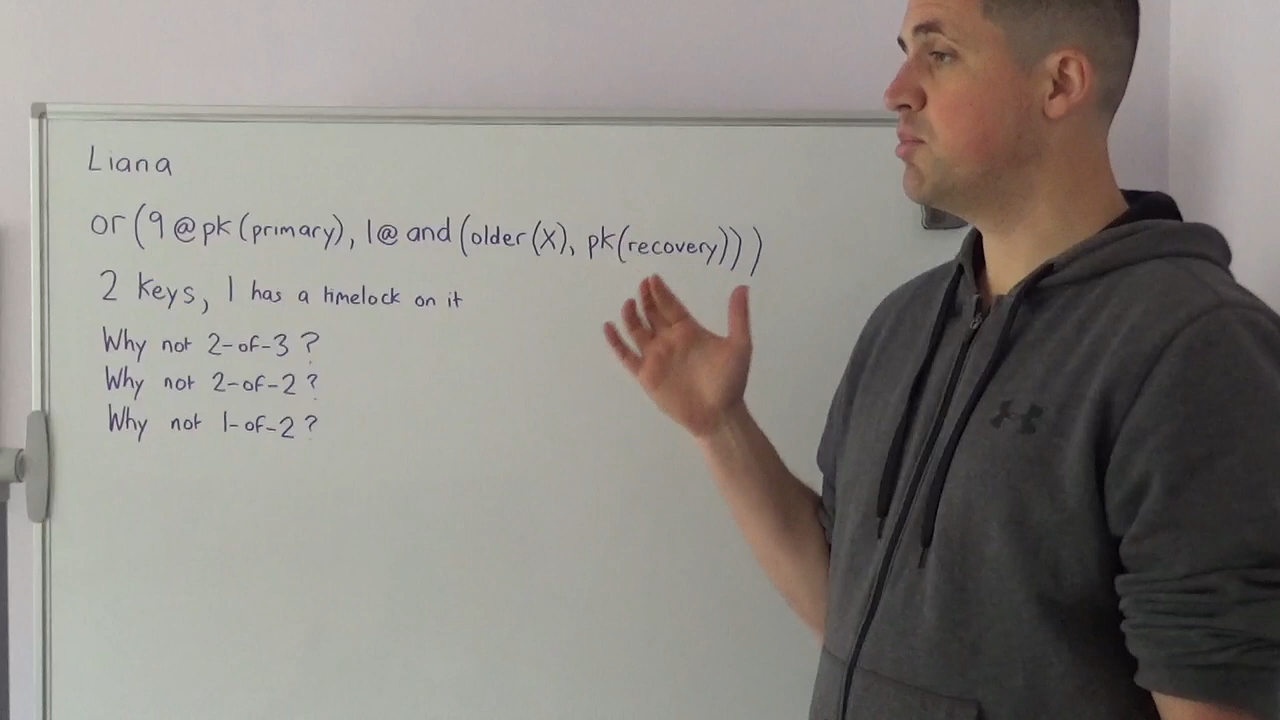 Liana
or (9@pk(primary), 1@and(older(X), pk(recovery)))
2 keys, 1 has a timelock on it
Why not 2-of-3?
Why not 2-of-2?
Why not 1-of-2?